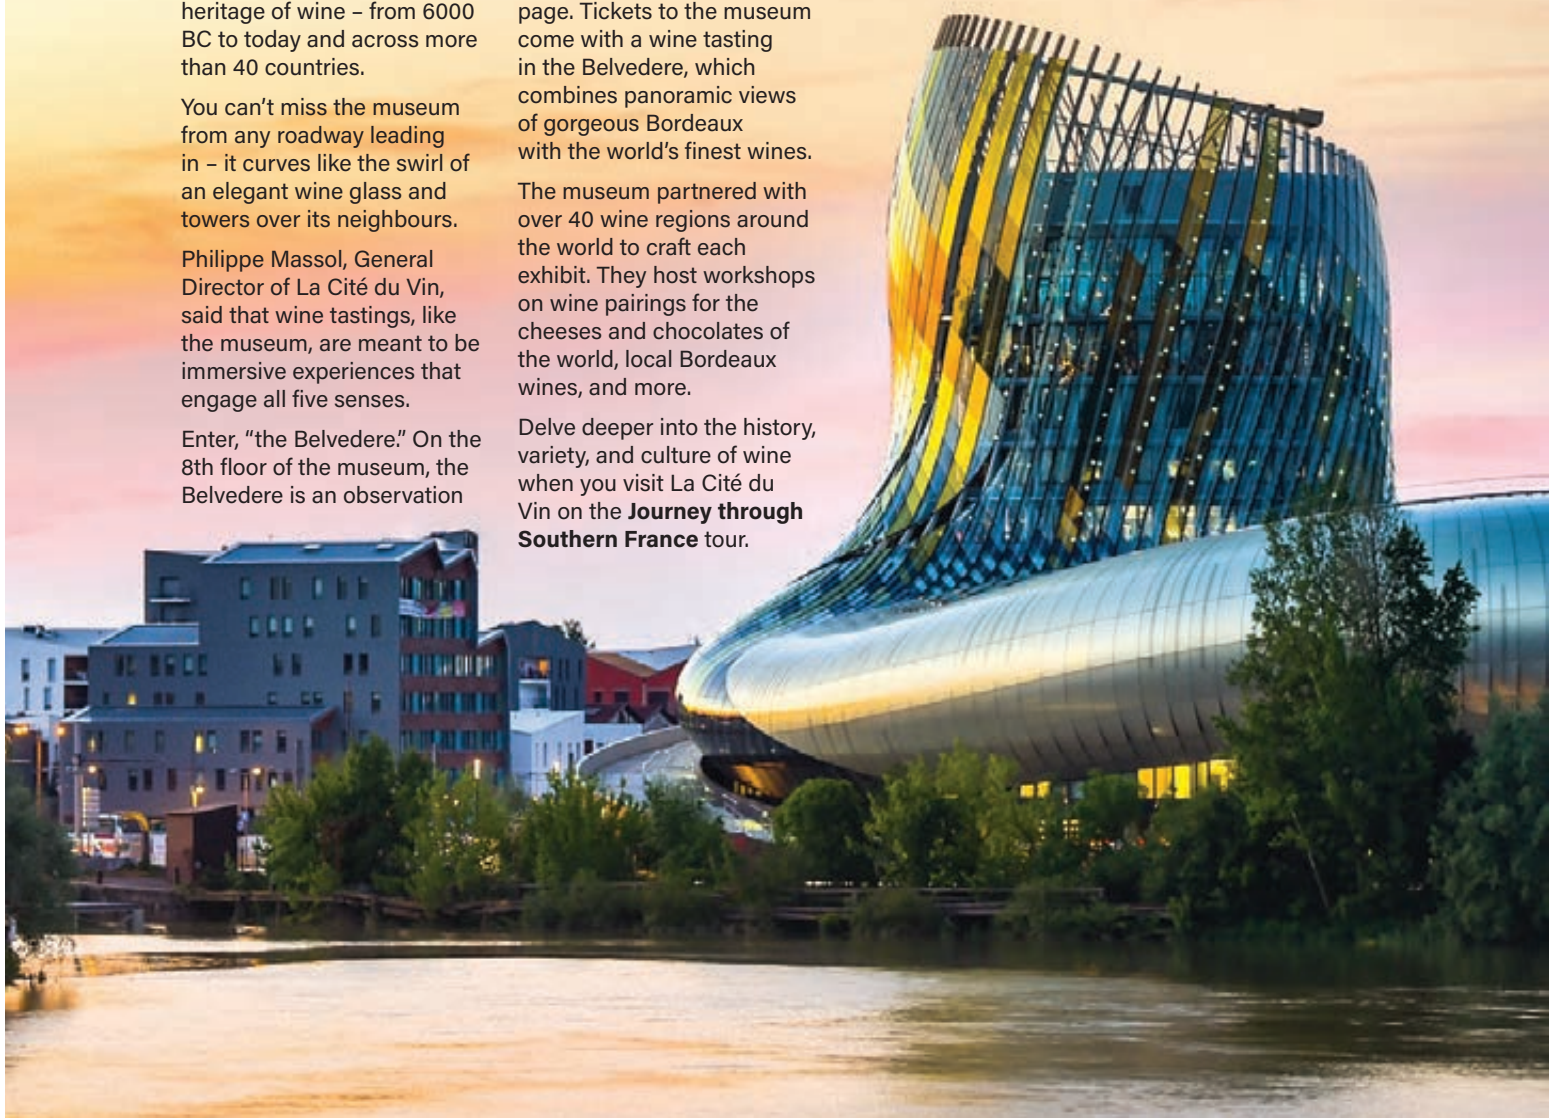 heritage of wine – from 6000
BC to today and across more
than 40 countries.
You can’t miss the museum
from any roadway leading
in – it curves like the swirl of
an elegant wine glass and
towers over its neighbours.
Philippe Massol, General
Director of La Cité du Vin,
said that wine tastings, like
the museum, are meant to be
immersive experiences that
engage all five senses.
Enter, “the Belvedere.” On the
8th floor of the museum, the
Belvedere is an observation
page. Tickets to the museum
come with a wine tasting
in the Belvedere, which
combines panoramic views
of gorgeous Bordeaux
with the world’s finest wines.
The museum partnered with
over 40 wine regions around
the world to craft each
exhibit. They host workshops
on wine pairings for the
cheeses and chocolates of
the world, local Bordeaux
wines, and more.
Delve deeper into the history,
variety, and culture of wine
when you visit La Cité du
Vin on the Journey through
Southern France tour.